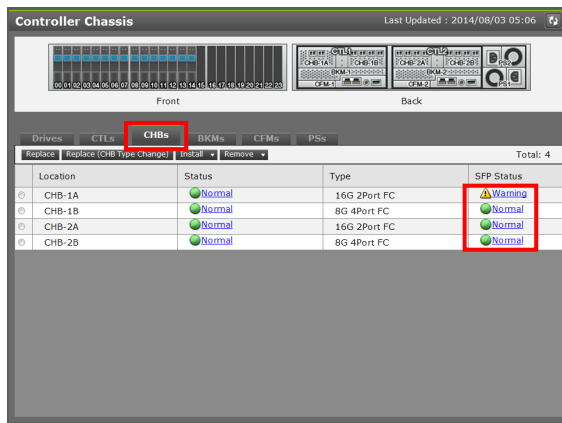 Controller Chassis
Last Updated : 2014/08/03 05:06
00 01 02 03 04 05 06 07 08 09 10 11 12 13 14 15 16 17 18 19 20 21 22 23
CTL1 CTL2
CHB-1A CHB-1B CHB-2A CHB-2B PS2
BKM-1 BKM-2
CFM-1 CFM-2 PS1
Front Back
Drives CTLs CHBs BKMs CFMs PSs
Replace Replace (CHB Type Change) Install Remove Total: 4
Location Status Type SFP Status
CHB-1A Normal 16G 2Port FC Warning
CHB-1B Normal 8G 4Port FC Normal
CHB-2A Normal 16G 2Port FC Normal
CHB-2B Normal 8G 4Port FC Normal